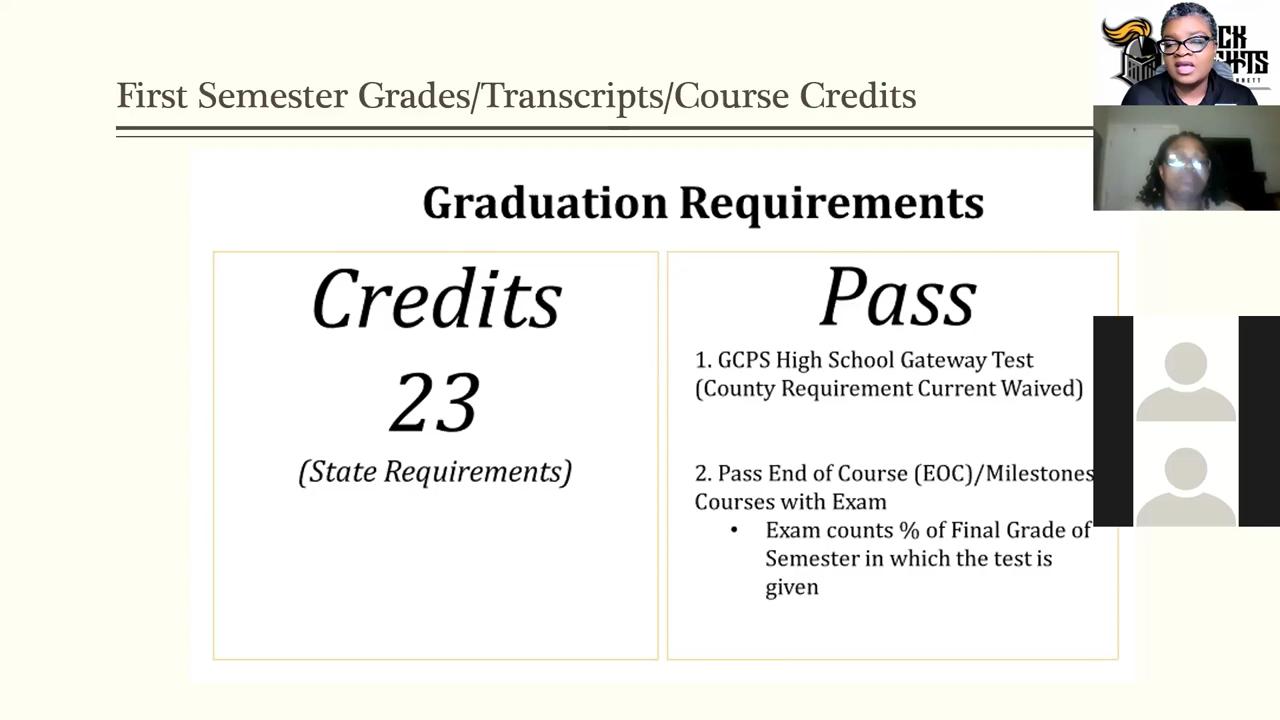 First Semester Grades/Transcripts/Course Credits
Graduation Requirements
Credits
23
(State Requirements)
Pass
1. GCPS High School Gateway Test
(County Requirement Current Waived)
2. Pass End of Course (EOC)/Milestones
Courses with Exam
• Exam counts % of Final Grade of
Semester in which the test is
given